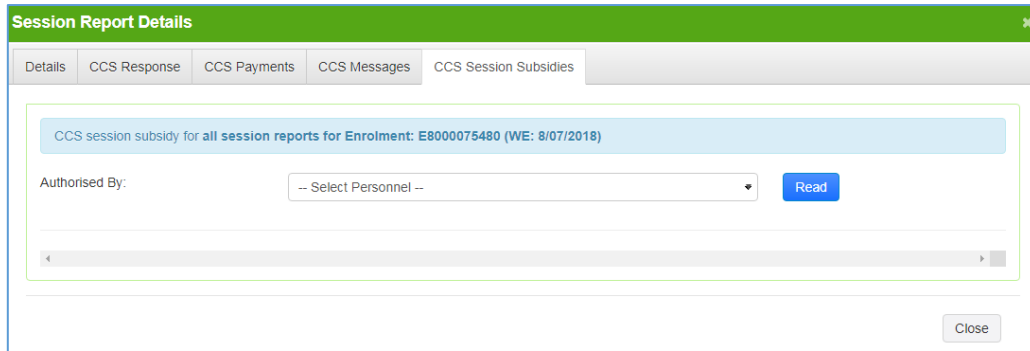 Session Report Details
Details CCS Response CCS Payments CCS Messages CCS Session Subsidies
CCS session subsidy for all session reports for Enrolment: E8000075480 (WE: 8/07/2018)
Authorised By: -- Select Personnel -- Read
Close